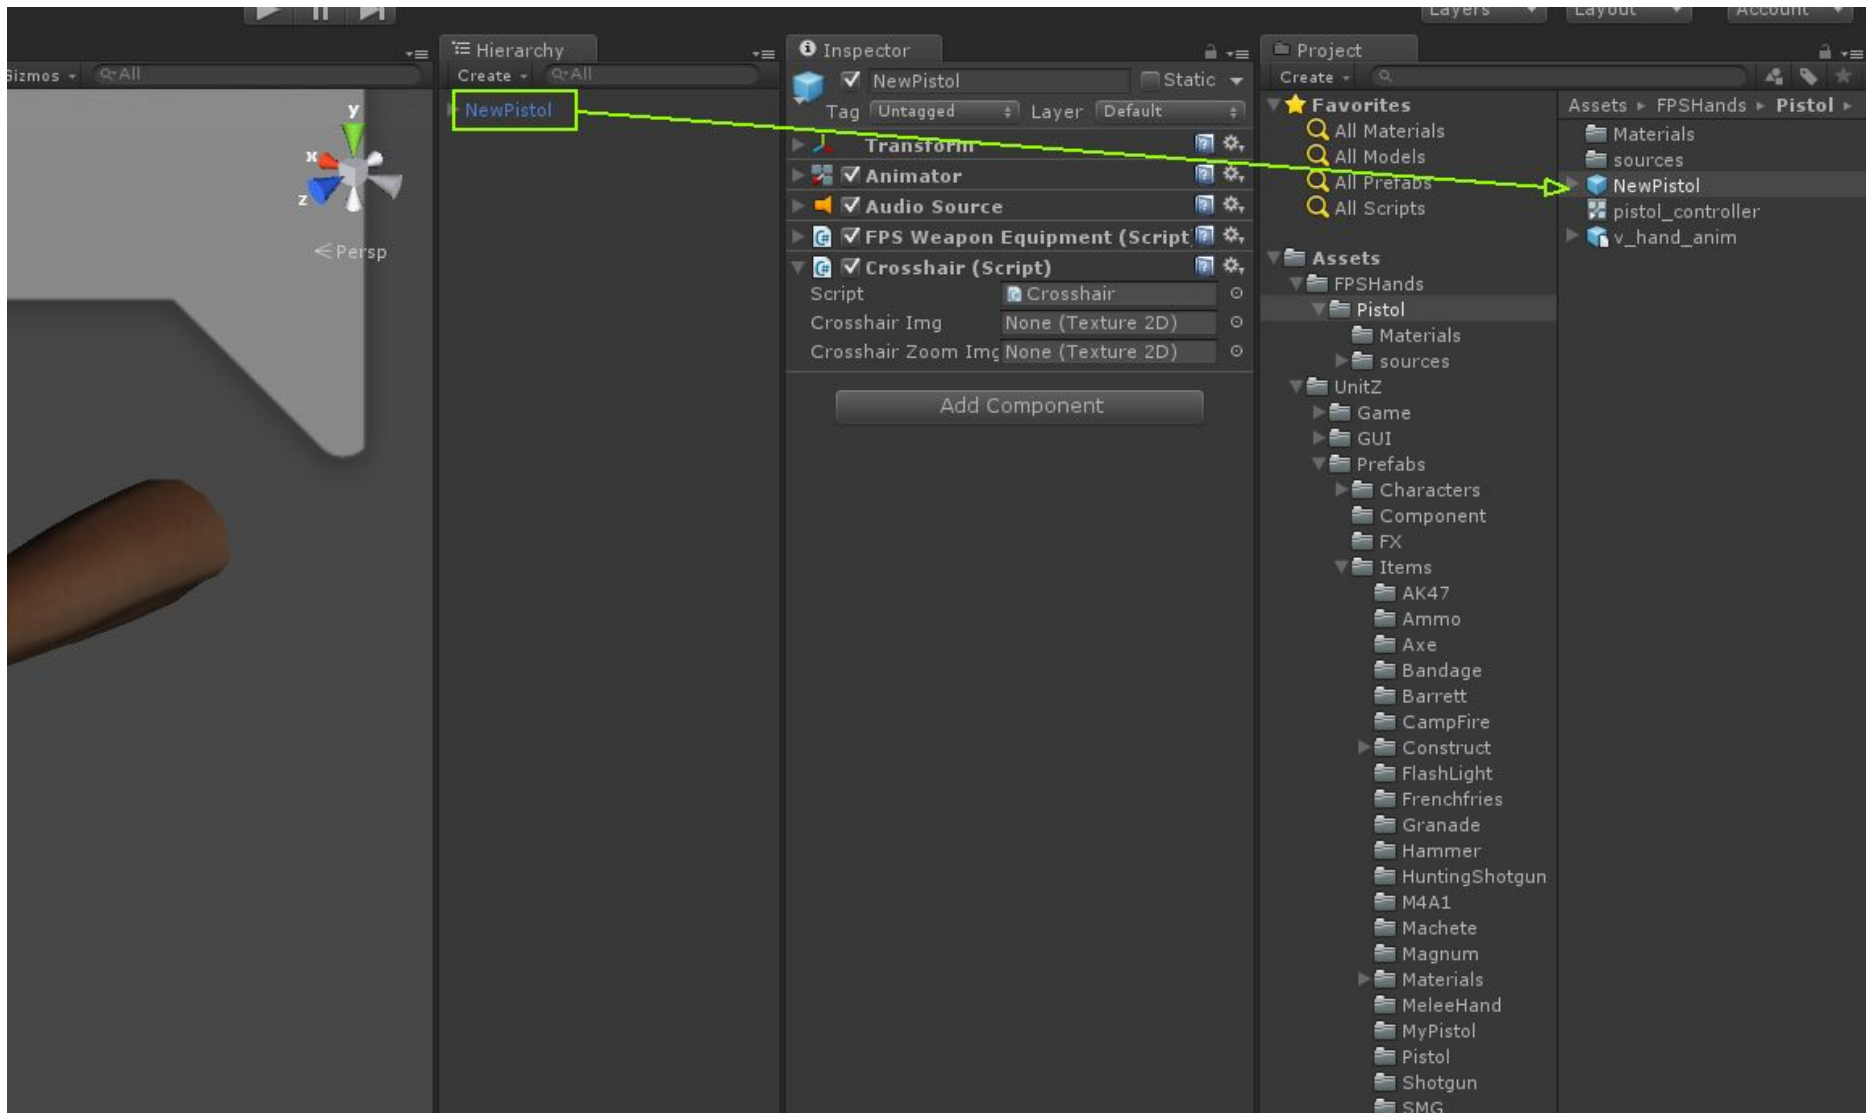 Layers Layout Account
Gizmos All
y
x
z
Persp
Hierarchy
Create All
NewPistol
Inspector
NewPistol Static
Tag Untagged Layer Default
Transform
Animator
Audio Source
FPS Weapon Equipment (Script
Crosshair (Script)
Script Crosshair
Crosshair Img None (Texture 2D)
Crosshair Zoom Img None (Texture 2D)
Add Component
Project
Create
Favorites
All Materials
All Models
All Prefabs
All Scripts
Assets
FPSHands
Pistol
Materials
sources
UnitZ
Game
GUI
Prefabs
Characters
Component
FX
Items
AK47
Ammo
Axe
Bandage
Barrett
CampFire
Construct
FlashLight
Frenchfries
Granade
Hammer
HuntingShotgun
M4A1
Machete
Magnum
Materials
MeleeHand
MyPistol
Pistol
Shotgun
SMG
Assets FPSHands Pistol
Materials
sources
NewPistol
pistol_controller
v_hand_anim